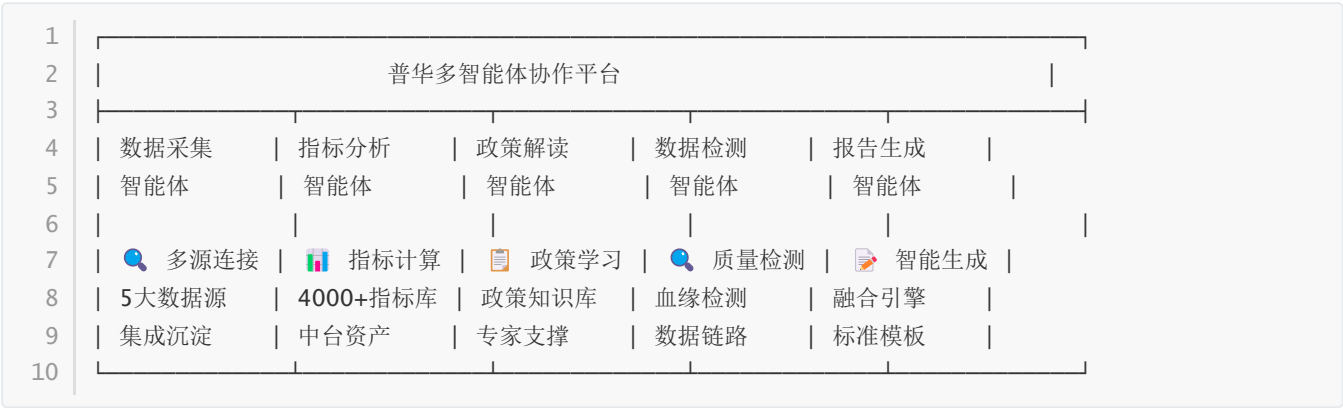 1 ┌─────────┐
2 | 普华多智能体协作平台 |
3 ├─────────┬─────────┬─────────┬─────────┬─────────┤
4 | 数据采集 | 指标分析 | 政策解读 | 数据检测 | 报告生成 |
5 | 智能体 | 智能体 | 智能体 | 智能体 | 智能体 |
6 | | | | | |
7 | 🔍 多源连接 | 📊 指标计算 | 📋 政策学习 | 🔍 质量检测 | 📝 智能生成 |
8 | 5大数据源 | 4000+指标库 | 政策知识库 | 血缘检测 | 融合引擎 |
9 | 集成沉淀 | 中台资产 | 专家支撑 | 数据链路 | 标准模板 |
10 └─────────┴─────────┴─────────┴─────────┴─────────┘